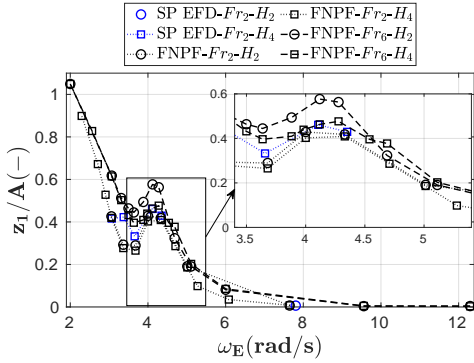 SP EFD-Fr₂-H₂ FNPF-Fr₂-H₄
SP EFD-Fr₂-H₄ FNPF-Fr₆-H₂
FNPF-Fr₂-H₂ FNPF-Fr₆-H₄
z₁/A(−)
1
0.8
0.6
0.4
0.2
0
2 4 6 8 10 12
ω_E(rad/s)
0.6
0.4
0.2
0
3.5 4 4.5 5